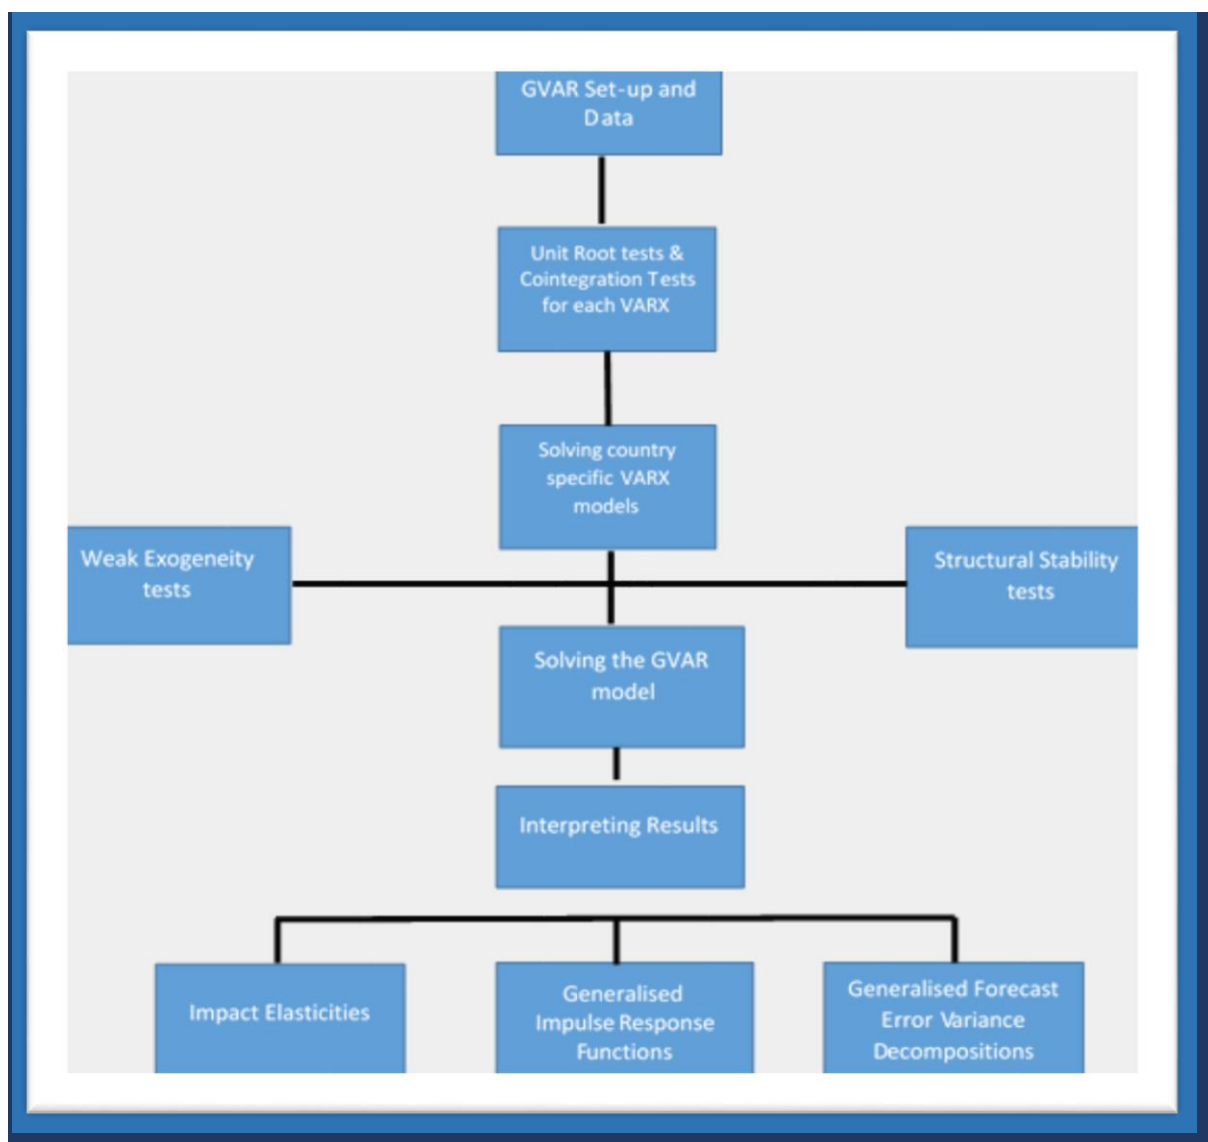 GVAR Set-up and
Data
Unit Root tests &
Cointegration Tests
for each VARX
Solving country
specific VARX
models
Weak Exogeneity
tests
Structural Stability
tests
Solving the GVAR
model
Interpreting Results
Impact Elasticities
Generalised
Impulse Response
Functions
Generalised Forecast
Error Variance
Decompositions